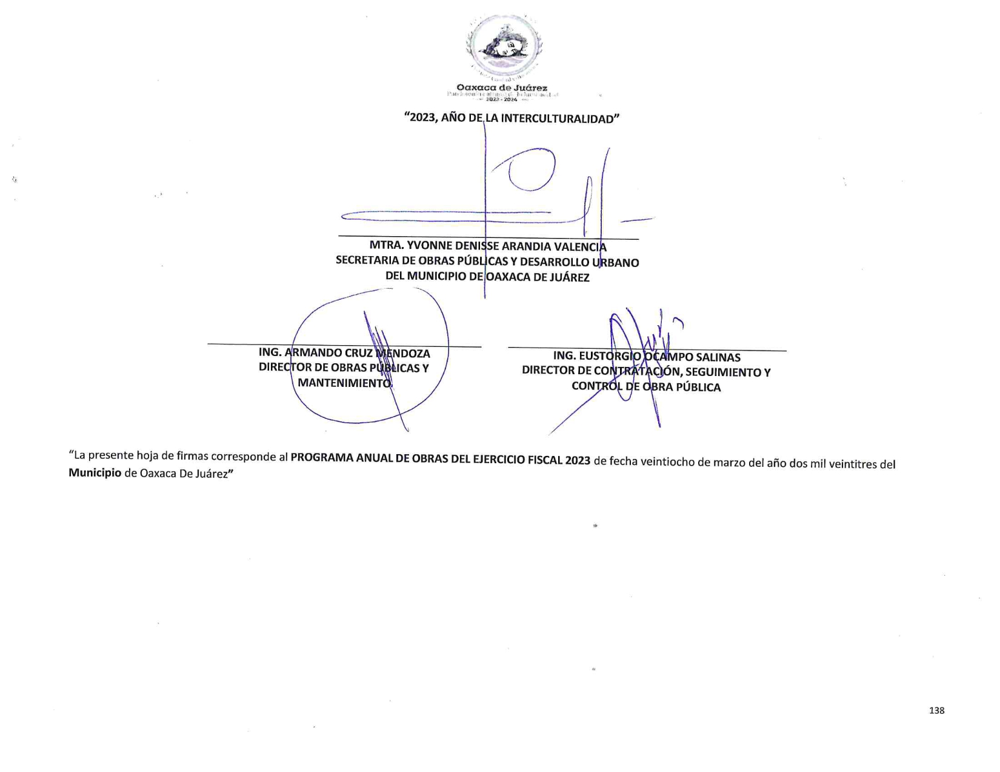 Oaxaca de Juárez
2022 - 2024
“2023, AÑO DE LA INTERCULTURALIDAD”
MTRA. YVONNE DENISSE ARANDIA VALENCIA
SECRETARIA DE OBRAS PÚBLICAS Y DESARROLLO URBANO
DEL MUNICIPIO DE OAXACA DE JUÁREZ
ING. ARMANDO CRUZ MENDOZA
DIRECTOR DE OBRAS PÚBLICAS Y
MANTENIMIENTO.
ING. EUSTORGIO OCAMPO SALINAS
DIRECTOR DE CONTRATACIÓN, SEGUIMIENTO Y
CONTROL DE OBRA PÚBLICA
“La presente hoja de firmas corresponde al PROGRAMA ANUAL DE OBRAS DEL EJERCICIO FISCAL 2023 de fecha veintiocho de marzo del año dos mil veintitres del
Municipio de Oaxaca De Juárez”
138